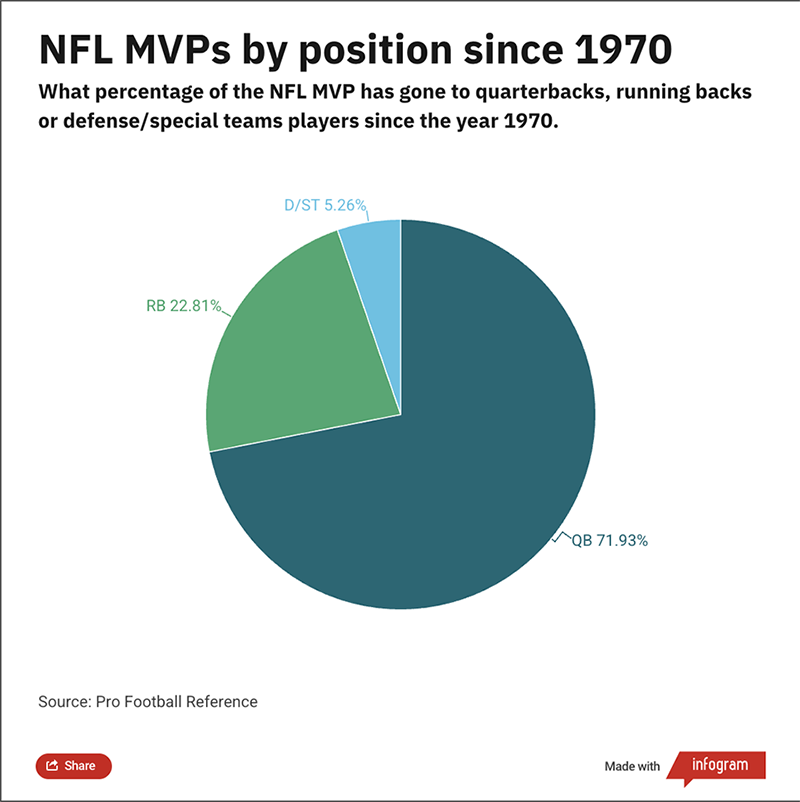 NFL MVPs by position since 1970
What percentage of the NFL MVP has gone to quarterbacks, running backs
or defense/special teams players since the year 1970.
D/ST 5.26%
RB 22.81%
QB 71.93%
Source: Pro Football Reference
Share
Made with infogram